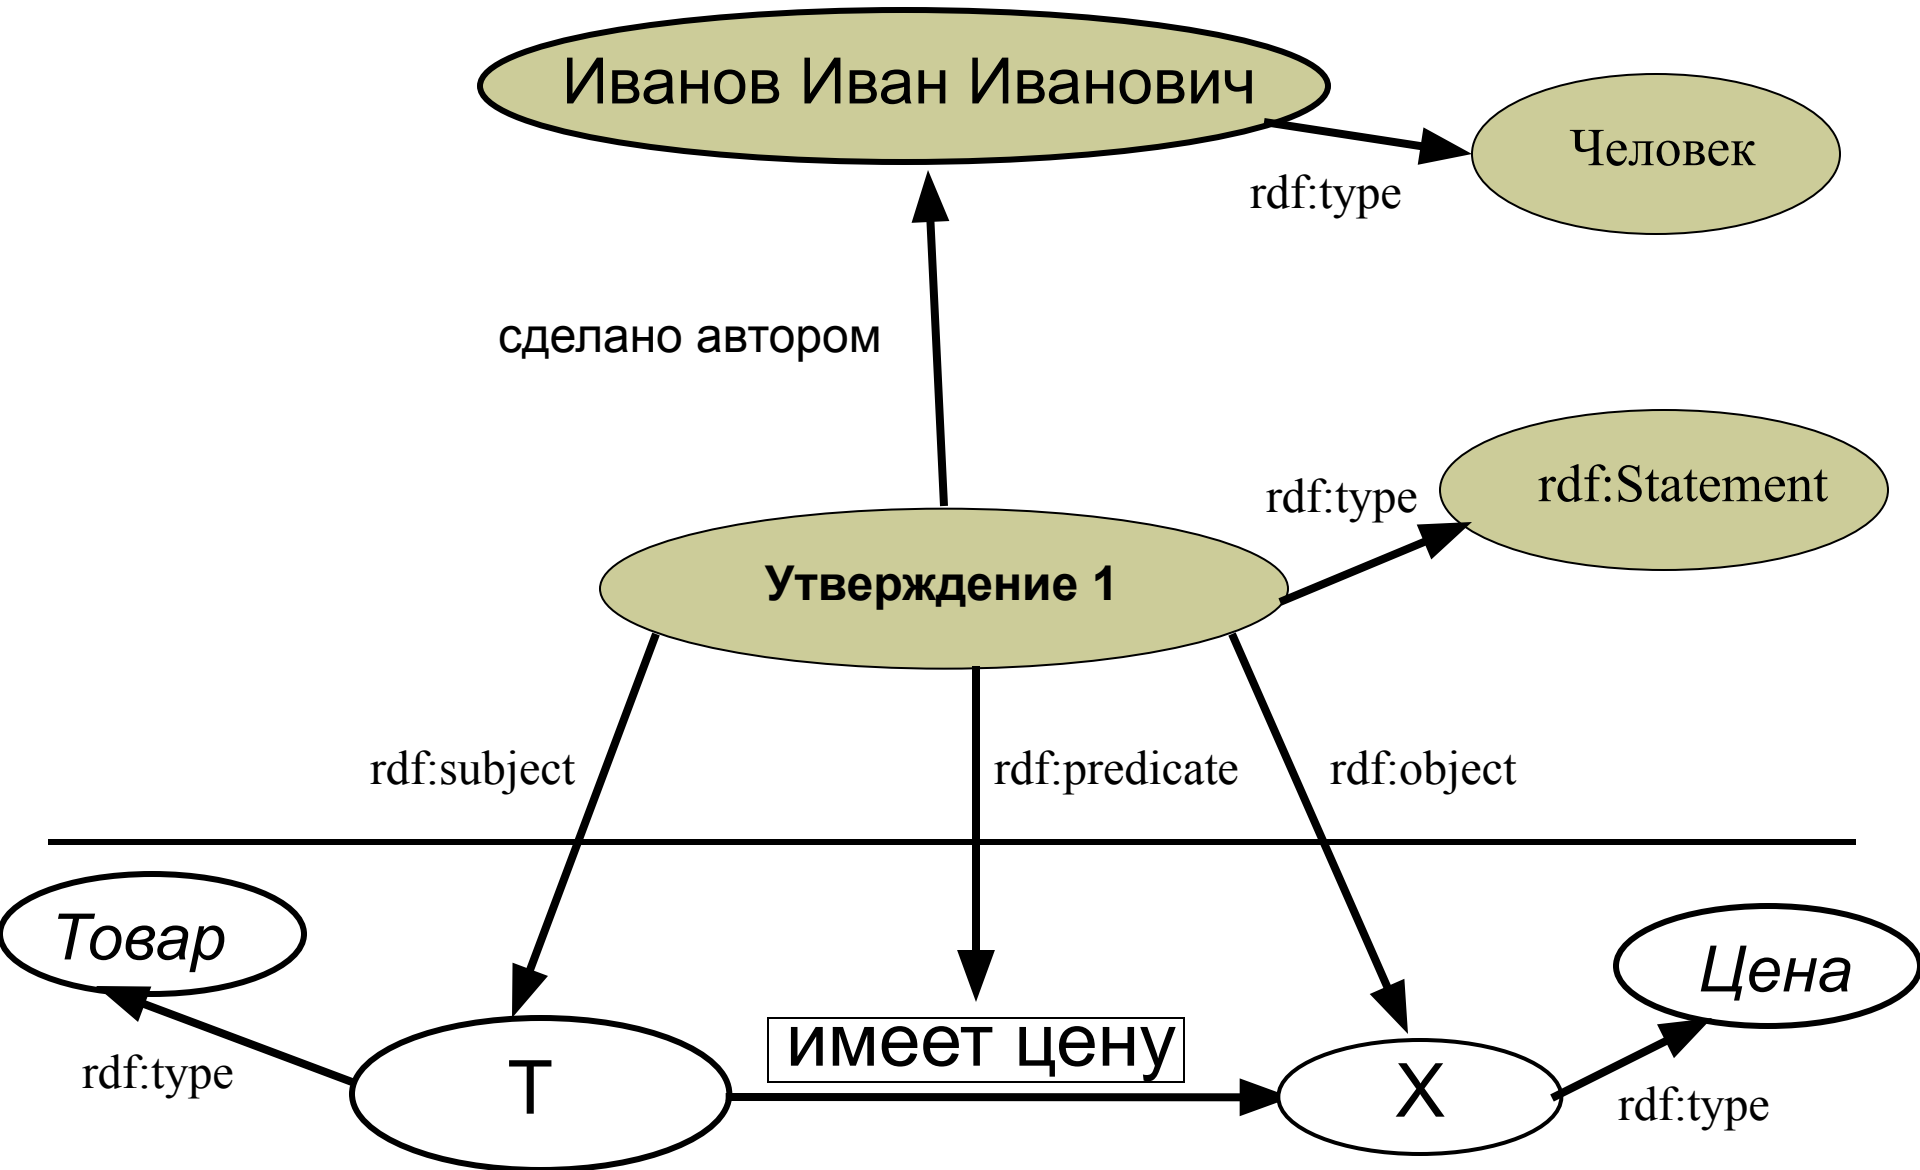 Иванов Иван Иванович
Человек
rdf:type
сделано автором
rdf:Statement
rdf:type
Утверждение 1
rdf:subject
rdf:predicate
rdf:object
Товар
Цена
имеет цену
T
X
rdf:type
rdf:type